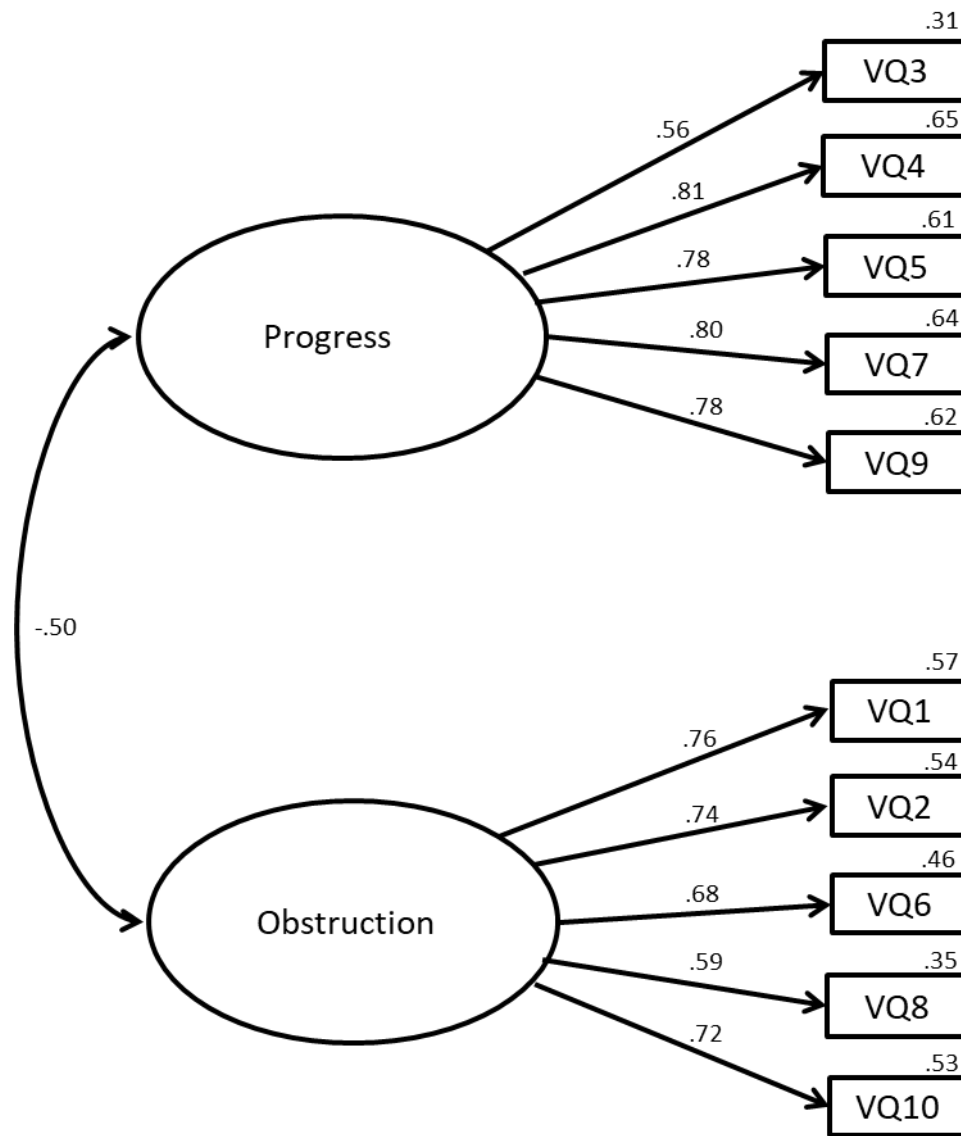 .31
VQ3
.56
.65
VQ4
.81
.61
VQ5
.78
.64
VQ7
.80
.62
VQ9
.78
Progress
-.50
.57
VQ1
.76
.54
VQ2
.74
.46
VQ6
.68
.35
VQ8
.59
.53
VQ10
.72
Obstruction